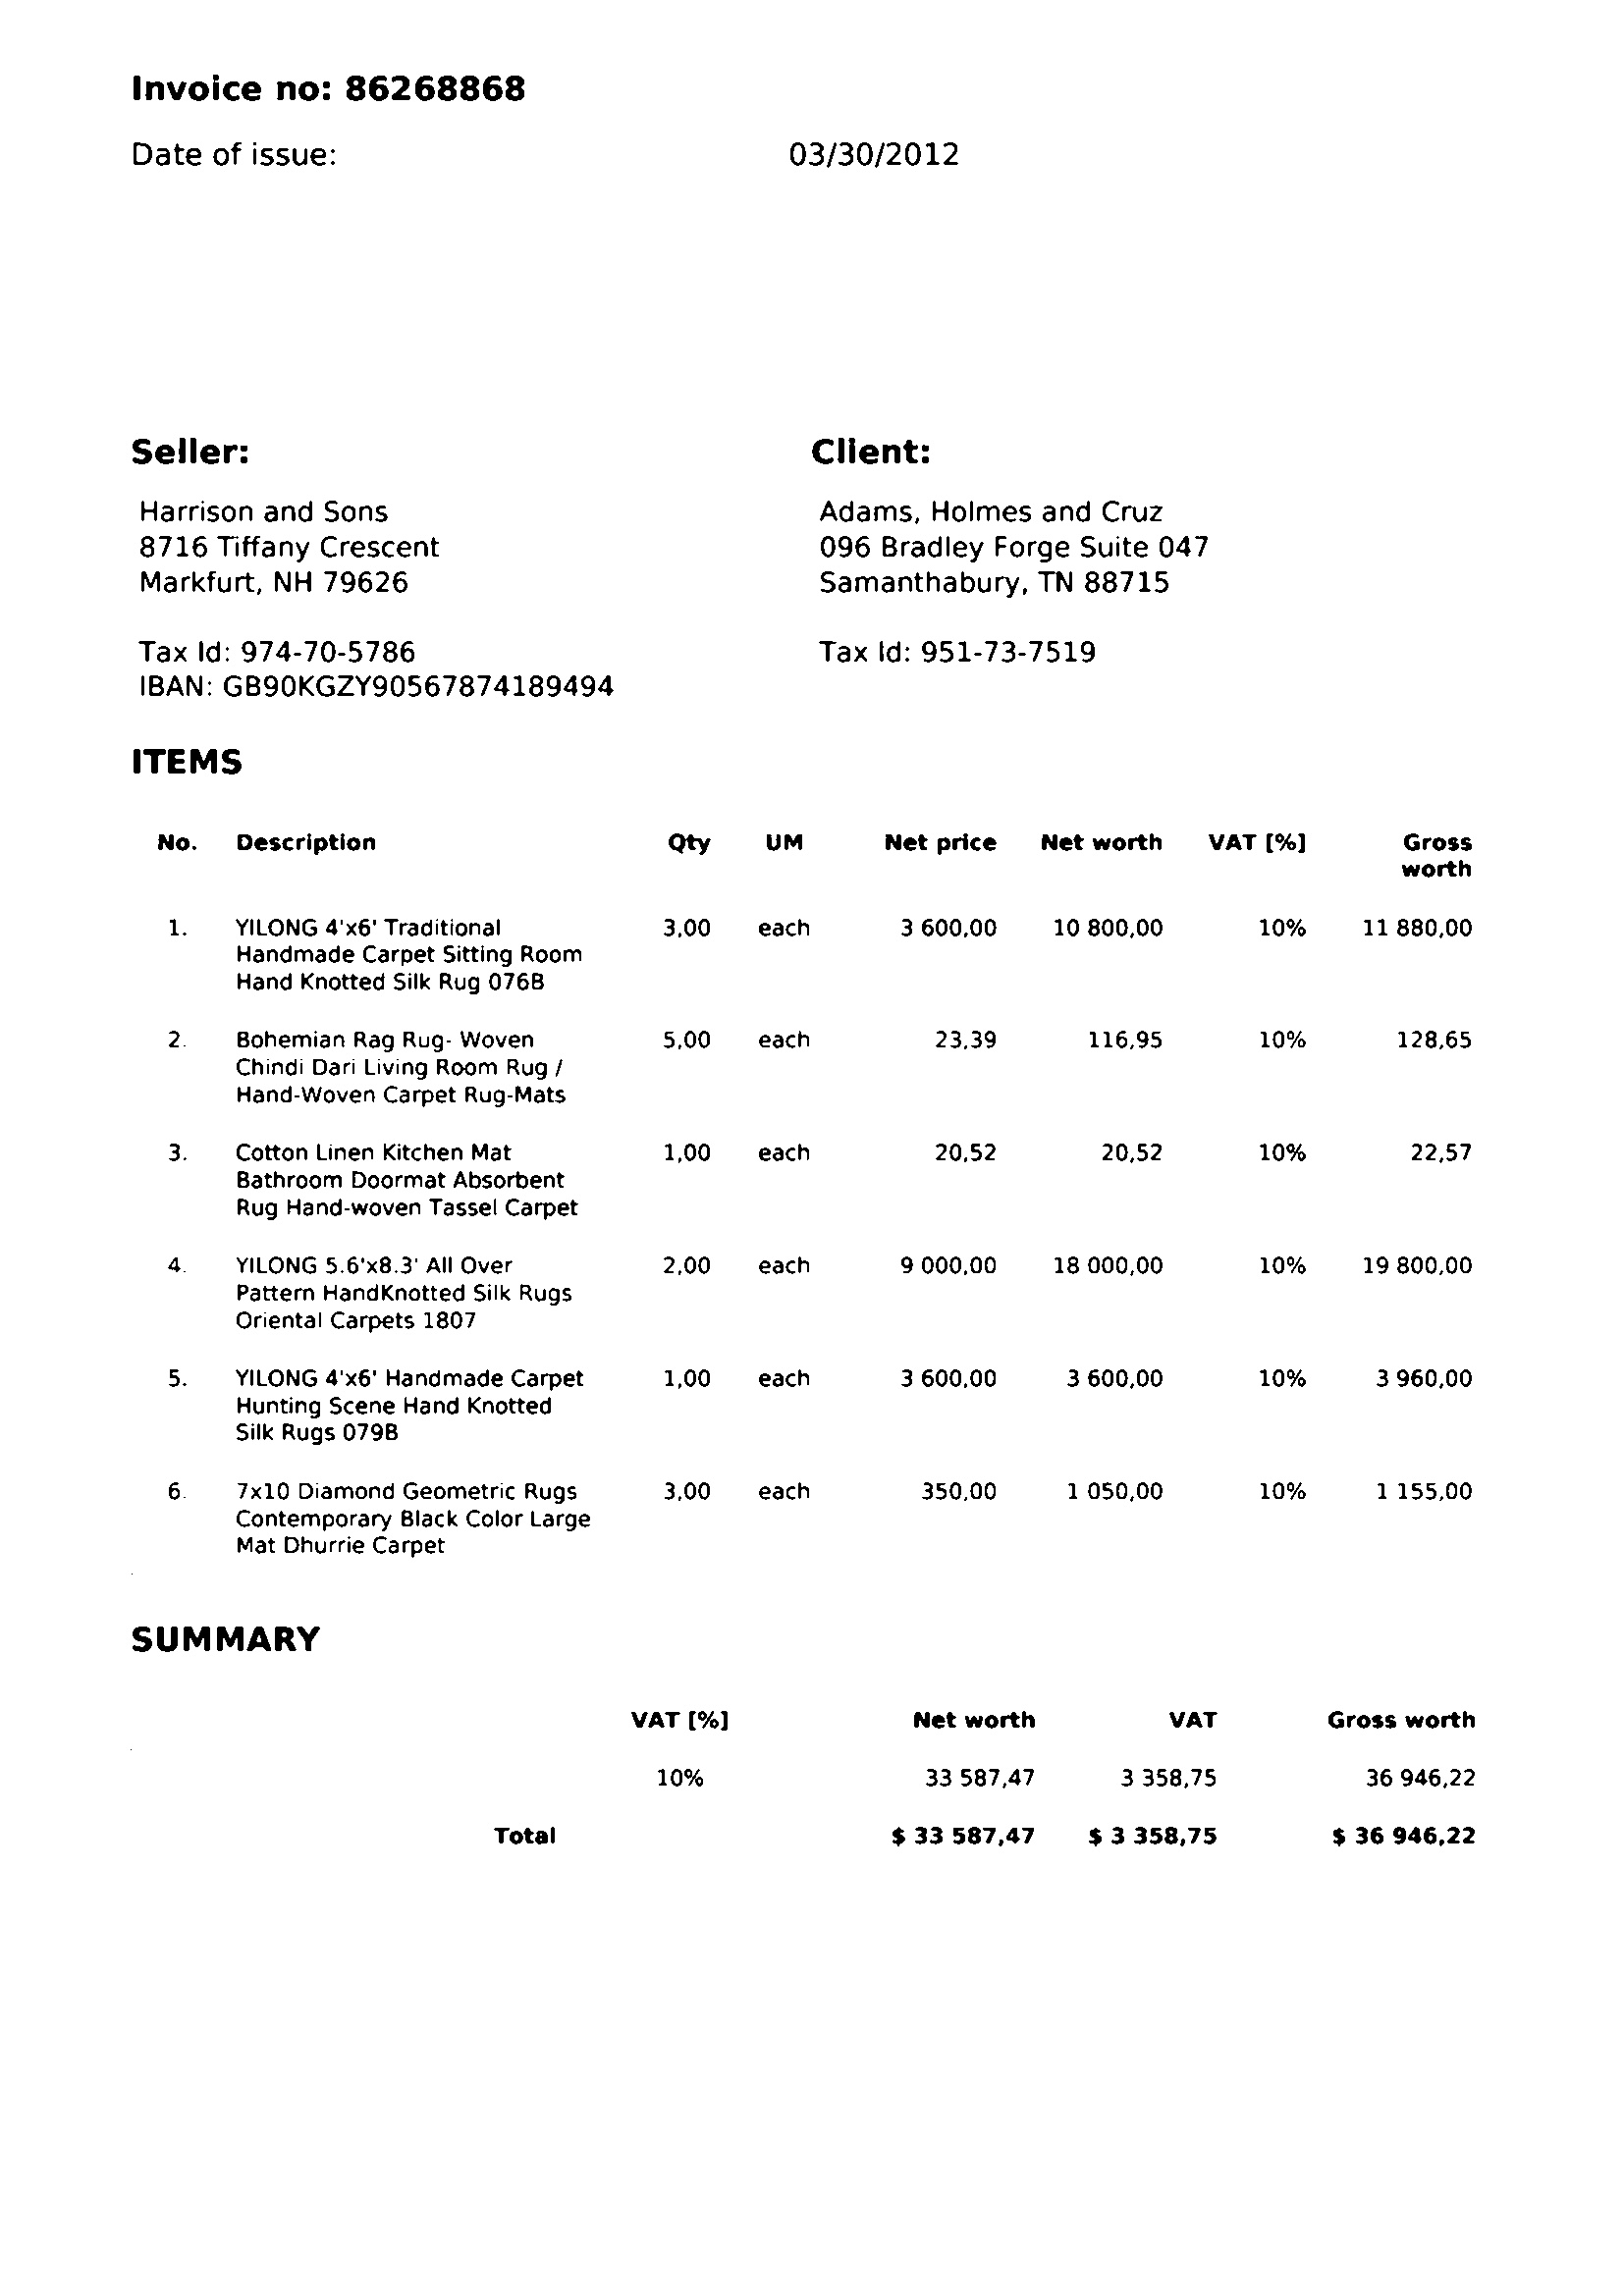 Invoice no: 86268868
Date of issue: 03/30/2012
Seller:
Harrison and Sons
8716 Tiffany Crescent
Markfurt, NH 79626
Tax Id: 974-70-5786
IBAN: GB90KGZY90567874189494
Client:
Adams, Holmes and Cruz
096 Bradley Forge Suite 047
Samanthabury, TN 88715
Tax Id: 951-73-7519
ITEMS
No. Description Qty UM Net price Net worth VAT [%] Gross
worth
1. YILONG 4'x6' Traditional 3,00 each 3 600,00 10 800,00 10% 11 880,00
Handmade Carpet Sitting Room
Hand Knotted Silk Rug 076B
2. Bohemian Rag Rug- Woven 5,00 each 23,39 116,95 10% 128,65
Chindi Dari Living Room Rug /
Hand-Woven Carpet Rug-Mats
3. Cotton Linen Kitchen Mat 1,00 each 20,52 20,52 10% 22,57
Bathroom Doormat Absorbent
Rug Hand-woven Tassel Carpet
4. YILONG 5.6'x8.3' All Over 2,00 each 9 000,00 18 000,00 10% 19 800,00
Pattern HandKnotted Silk Rugs
Oriental Carpets 1807
5. YILONG 4'x6' Handmade Carpet 1,00 each 3 600,00 3 600,00 10% 3 960,00
Hunting Scene Hand Knotted
Silk Rugs 079B
6. 7x10 Diamond Geometric Rugs 3,00 each 350,00 1 050,00 10% 1 155,00
Contemporary Black Color Large
Mat Dhurrie Carpet
SUMMARY
VAT [%] Net worth VAT Gross worth
10% 33 587,47 3 358,75 36 946,22
Total $ 33 587,47 $ 3 358,75 $ 36 946,22